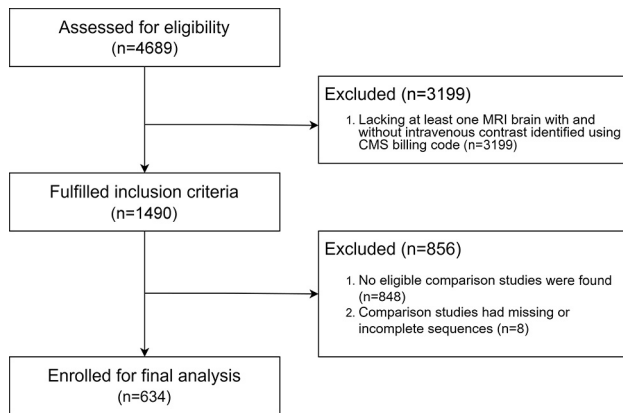 Assessed for eligibility
(n=4689)
Excluded (n=3199)
1. Lacking at least one MRI brain with and
without intravenous contrast identified using
CMS billing code (n=3199)
Fulfilled inclusion criteria
(n=1490)
Excluded (n=856)
1. No eligible comparison studies were found
(n=848)
2. Comparison studies had missing or
incomplete sequences (n=8)
Enrolled for final analysis
(n=634)